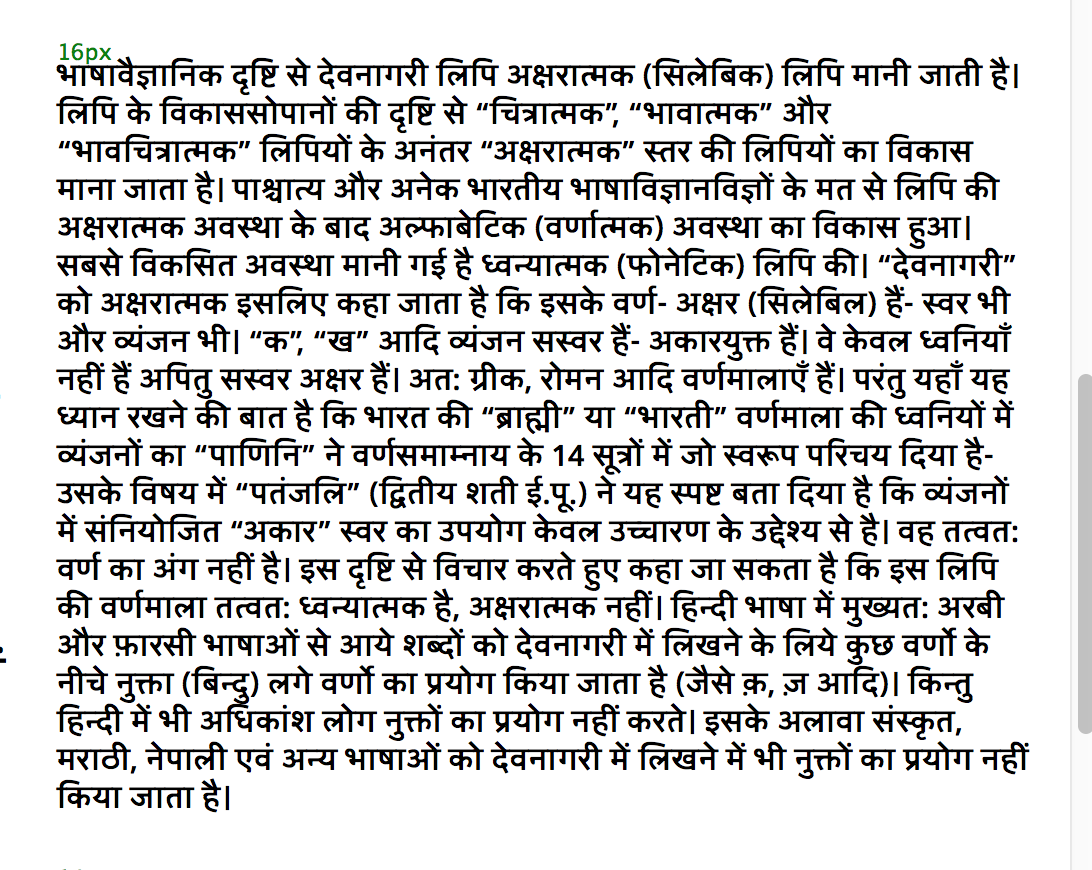 16px
भाषावैज्ञानिक दृष्टि से देवनागरी लिपि अक्षरात्मक (सिलेबिक) लिपि मानी जाती है|
लिपि के विकाससोपानों की दृष्टि से “चित्रात्मक”, “भावात्मक” और
“भावचित्रात्मक” लिपियों के अनंतर “अक्षरात्मक” स्तर की लिपियों का विकास
माना जाता है| पाश्चात्य और अनेक भारतीय भाषाविज्ञानविज्ञों के मत से लिपि की
अक्षरात्मक अवस्था के बाद अल्फाबेटिक (वर्णात्मक) अवस्था का विकास हुआ|
सबसे विकसित अवस्था मानी गई है ध्वन्यात्मक (फोनेटिक) लिपि की| “देवनागरी”
को अक्षरात्मक इसलिए कहा जाता है कि इसके वर्ण- अक्षर (सिलेबिल) हैं- स्वर भी
और व्यंजन भी| “क”, “ख” आदि व्यंजन सस्वर हैं- अकारयुक्त हैं| वे केवल ध्वनियाँ
नहीं हैं अपितु सस्वर अक्षर हैं| अत: ग्रीक, रोमन आदि वर्णमालाएँ हैं| परंतु यहाँ यह
ध्यान रखने की बात है कि भारत की “ब्राह्मी” या “भारती” वर्णमाला की ध्वनियों में
व्यंजनों का “पाणिनि” ने वर्णसमाम्नाय के 14 सूत्रों में जो स्वरूप परिचय दिया है-
उसके विषय में “पतंजलि” (द्वितीय शती ई.पू.) ने यह स्पष्ट बता दिया है कि व्यंजनों
में संनियोजित “अकार” स्वर का उपयोग केवल उच्चारण के उद्देश्य से है| वह तत्वत:
वर्ण का अंग नहीं है| इस दृष्टि से विचार करते हुए कहा जा सकता है कि इस लिपि
की वर्णमाला तत्वत: ध्वन्यात्मक है, अक्षरात्मक नहीं| हिन्दी भाषा में मुख्यत: अरबी
और फ़ारसी भाषाओं से आये शब्दों को देवनागरी में लिखने के लिये कुछ वर्णो के
नीचे नुक्ता (बिन्दु) लगे वर्णो का प्रयोग किया जाता है (जैसे क़, ज़ आदि)| किन्तु
हिन्दी में भी अधिकांश लोग नुक्तों का प्रयोग नहीं करते| इसके अलावा संस्कृत,
मराठी, नेपाली एवं अन्य भाषाओं को देवनागरी में लिखने में भी नुक्तों का प्रयोग नहीं
किया जाता है|